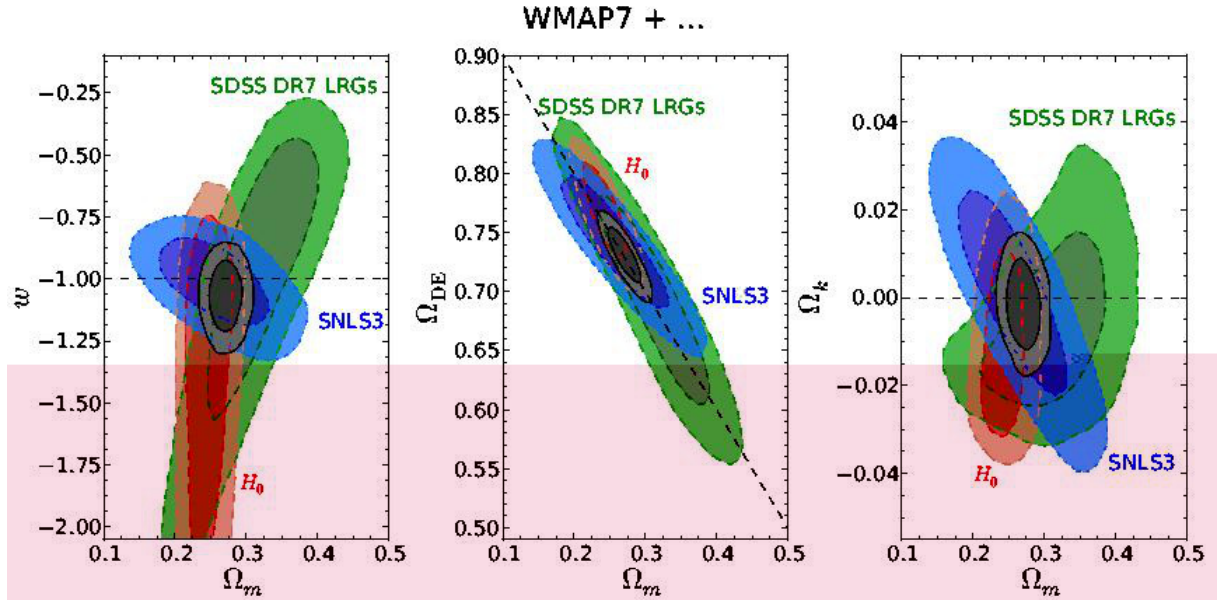 WMAP7 + ...
SDSS DR7 LRGs
SNLS3
H₀
w
−0.25
−0.50
−0.75
−1.00
−1.25
−1.50
−1.75
−2.00
0.1 0.2 0.3 0.4 0.5
Ωₘ
SDSS DR7 LRGs
H₀
SNLS3
Ω_DE
0.90
0.85
0.80
0.75
0.70
0.65
0.60
0.55
0.50
0.1 0.2 0.3 0.4 0.5
Ωₘ
SDSS DR7 LRGs
SNLS3
H₀
Ωₖ
0.04
0.02
0.00
−0.02
−0.04
0.1 0.2 0.3 0.4 0.5
Ωₘ